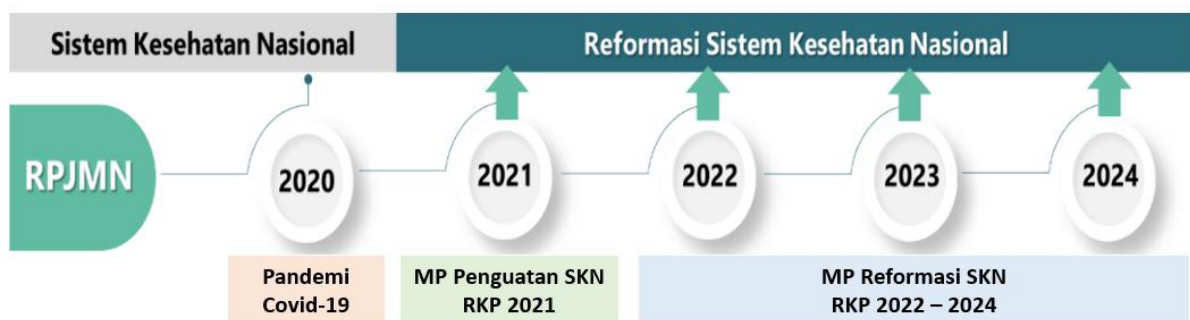 Sistem Kesehatan Nasional
Reformasi Sistem Kesehatan Nasional
RPJMN
2020
2021
2022
2023
2024
Pandemi
Covid-19
MP Penguatan SKN
RKP 2021
MP Reformasi SKN
RKP 2022 – 2024